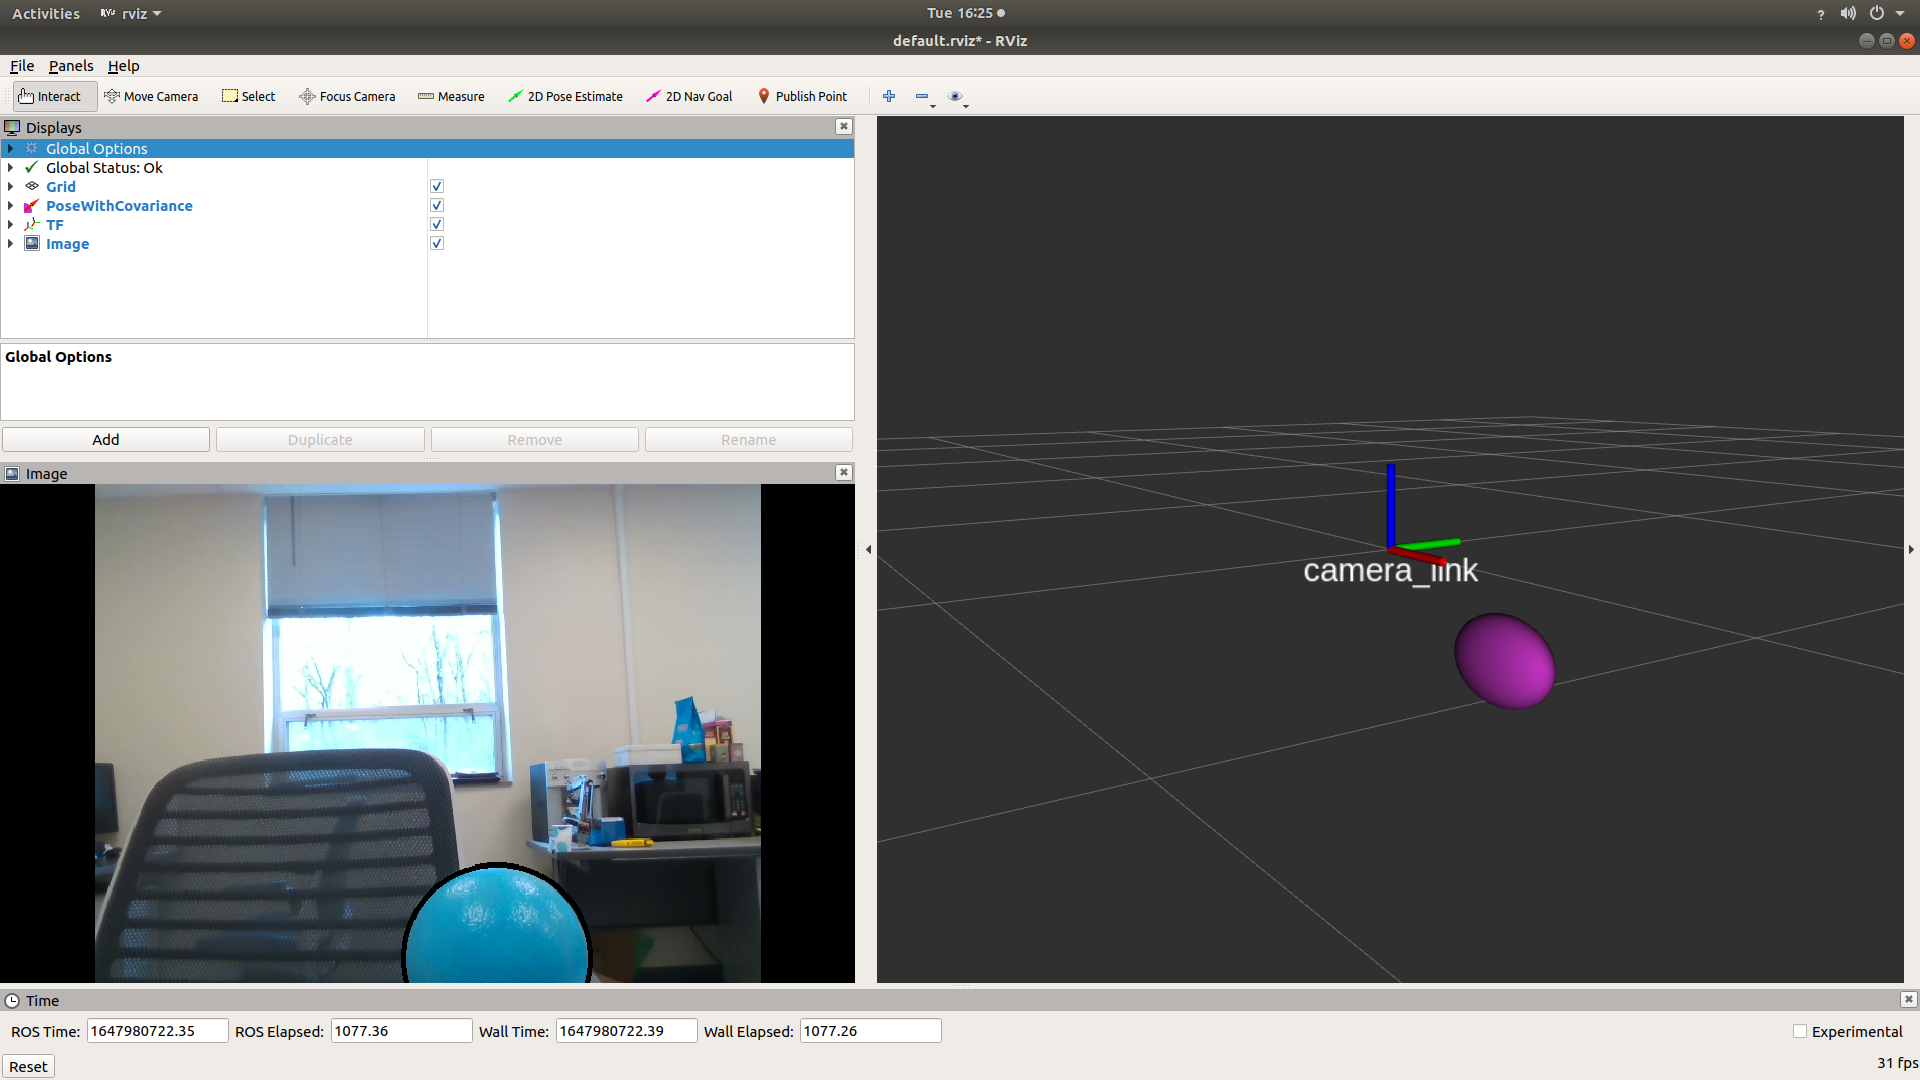 Activities rviz Tue 16:25
default.rviz* - RViz
File Panels Help
Interact Move Camera Select Focus Camera Measure 2D Pose Estimate 2D Nav Goal Publish Point
Displays
Global Options
Global Status: Ok
Grid
PoseWithCovariance
TF
Image
Global Options
Add Duplicate Remove Rename
Image
camera_link
Time
ROS Time: 1647980722.35 ROS Elapsed: 1077.36 Wall Time: 1647980722.39 Wall Elapsed: 1077.26 Experimental
Reset 31 fps